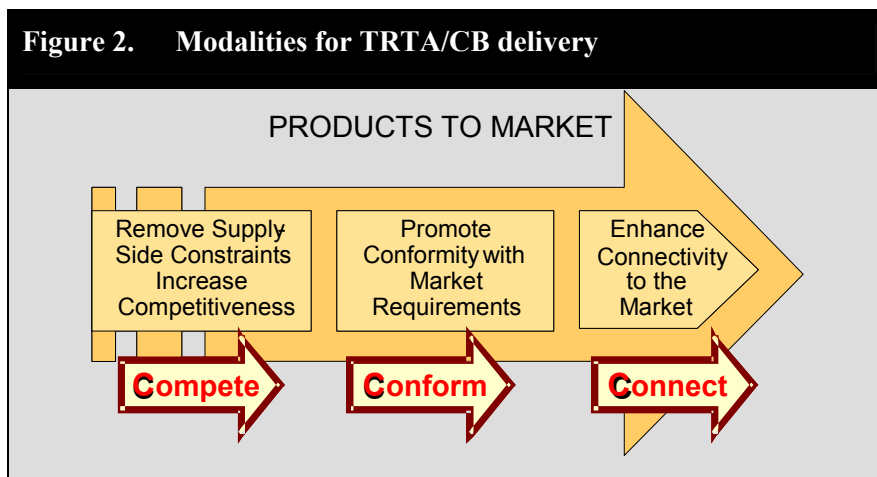 Figure 2. Modalities for TRTA/CB delivery
PRODUCTS TO MARKET
Remove Supply-
Side Constraints
Increase
Competitiveness
Promote
Conformity with
Market
Requirements
Enhance
Connectivity
to the
Market
Compete
Conform
Connect